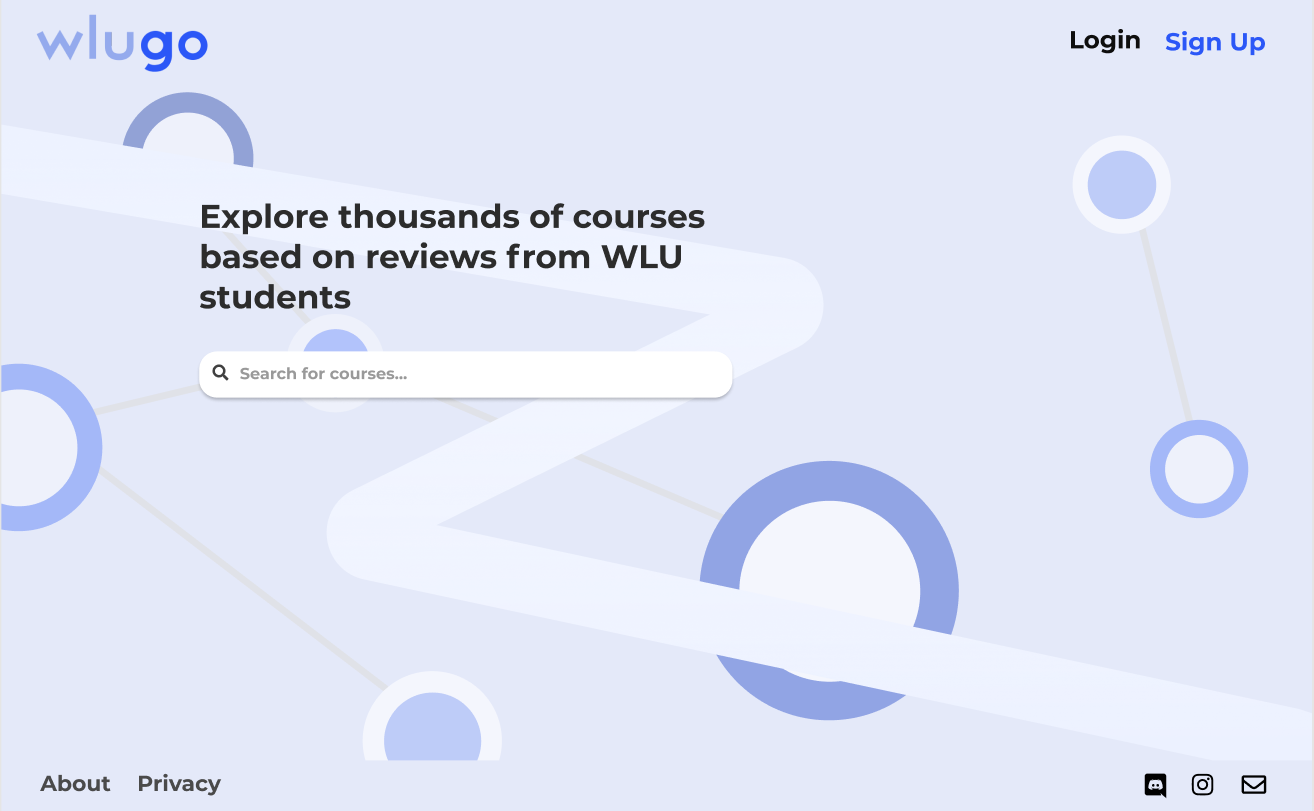 wlugo
Login Sign Up
Explore thousands of courses
based on reviews from WLU
students
Search for courses...
About Privacy